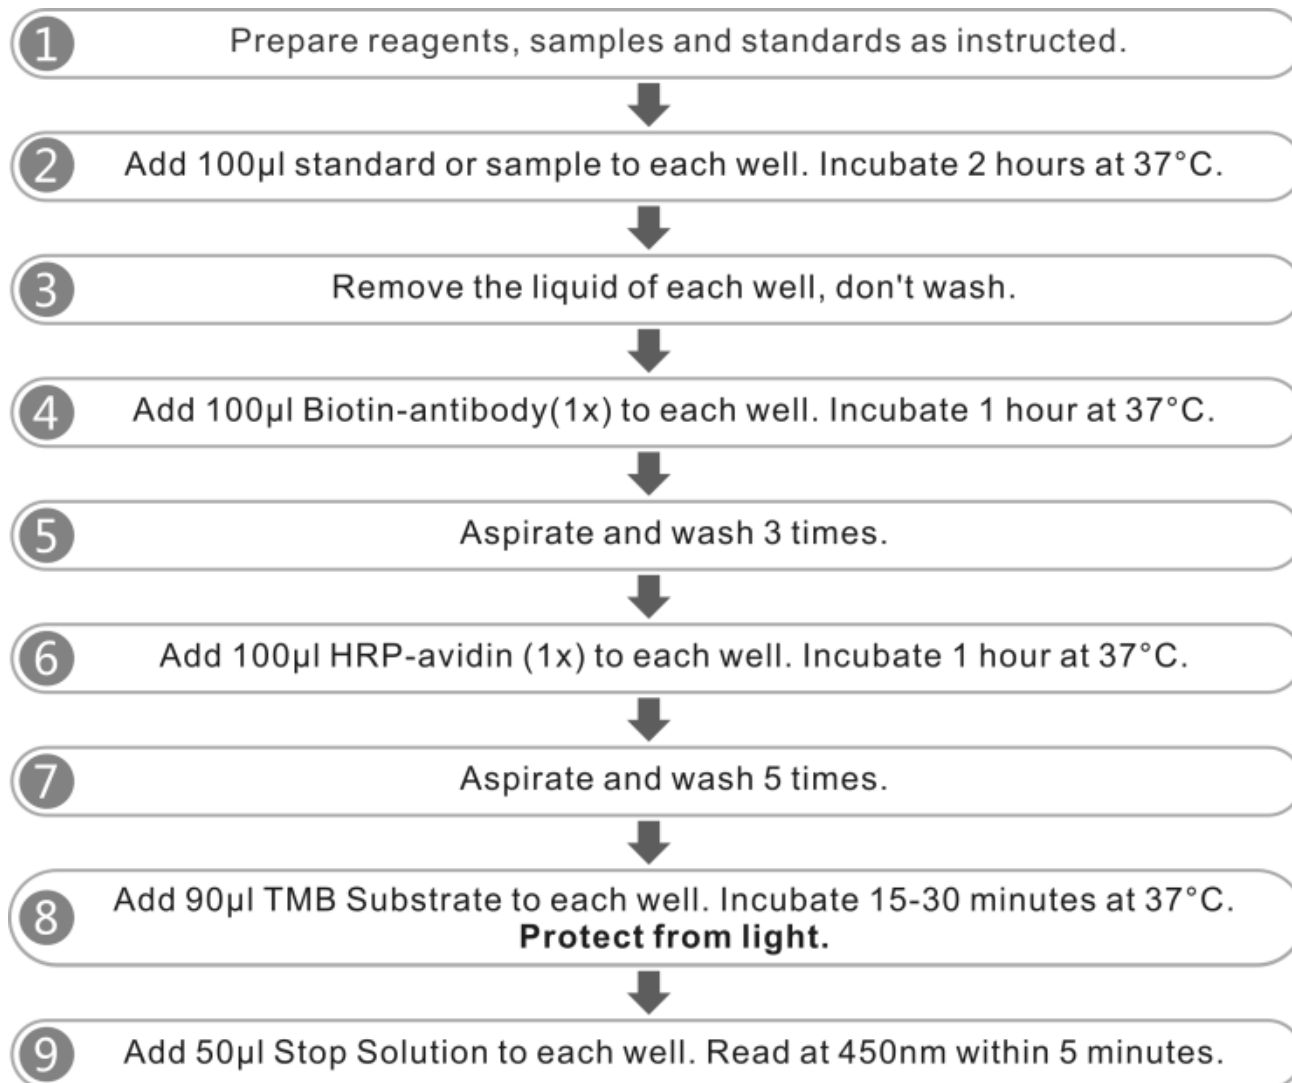 1 Prepare reagents, samples and standards as instructed.
2 Add 100µl standard or sample to each well. Incubate 2 hours at 37°C.
3 Remove the liquid of each well, don't wash.
4 Add 100µl Biotin-antibody(1x) to each well. Incubate 1 hour at 37°C.
5 Aspirate and wash 3 times.
6 Add 100µl HRP-avidin (1x) to each well. Incubate 1 hour at 37°C.
7 Aspirate and wash 5 times.
8 Add 90µl TMB Substrate to each well. Incubate 15-30 minutes at 37°C.
Protect from light.
9 Add 50µl Stop Solution to each well. Read at 450nm within 5 minutes.